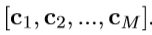 [c₁, c₂, ..., c_M].